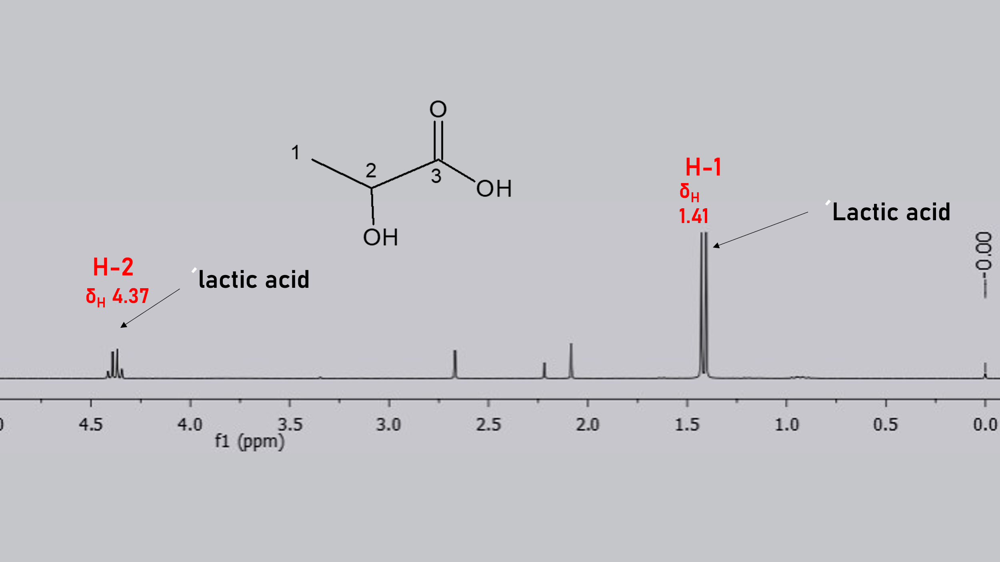 O
1
2
3
OH
OH
H-1
δH
1.41
Lactic acid
-0.00
H-2
δH 4.37
lactic acid
0 4.5 4.0 3.5 3.0 2.5 2.0 1.5 1.0 0.5 0.0
f1 (ppm)